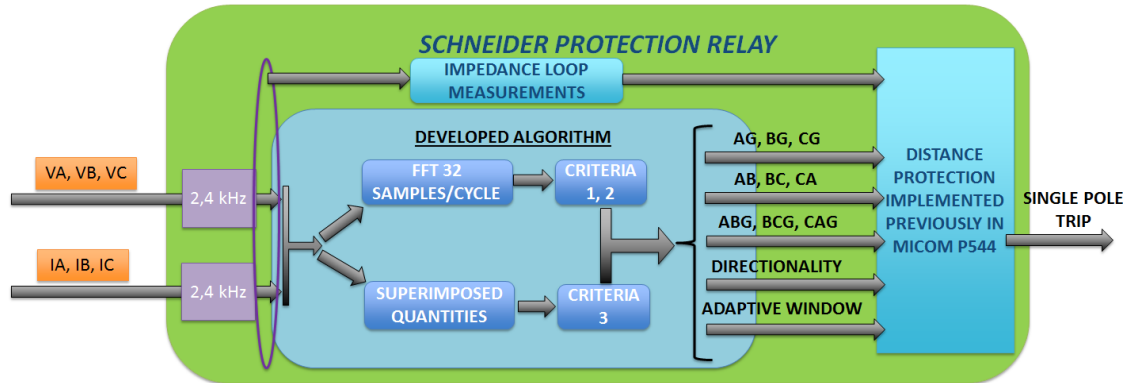 SCHNEIDER PROTECTION RELAY
IMPEDANCE LOOP
MEASUREMENTS
DEVELOPED ALGORITHM
VA, VB, VC
2,4 kHz
IA, IB, IC
2,4 kHz
FFT 32
SAMPLES/CYCLE
CRITERIA
1, 2
SUPERIMPOSED
QUANTITIES
CRITERIA
3
AG, BG, CG
AB, BC, CA
ABG, BCG, CAG
DIRECTIONALITY
ADAPTIVE WINDOW
DISTANCE
PROTECTION
IMPLEMENTED
PREVIOUSLY IN
MICOM P544
SINGLE POLE
TRIP